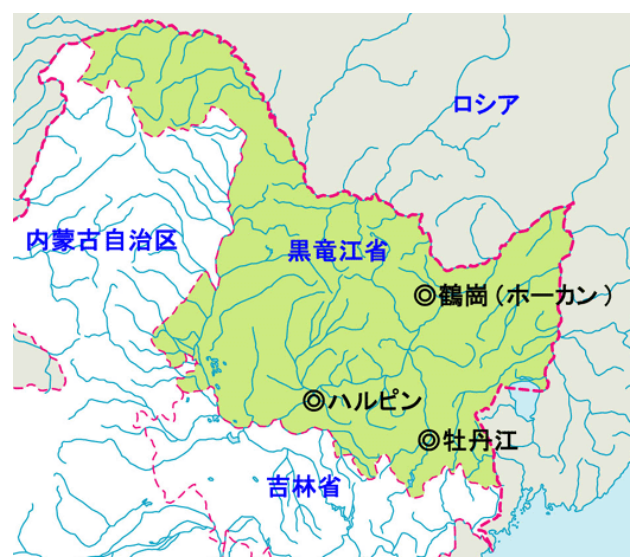 ロシア
内蒙古自治区
黒竜江省
◎鶴崗(ホーカン)
◎ハルピン
◎牡丹江
吉林省